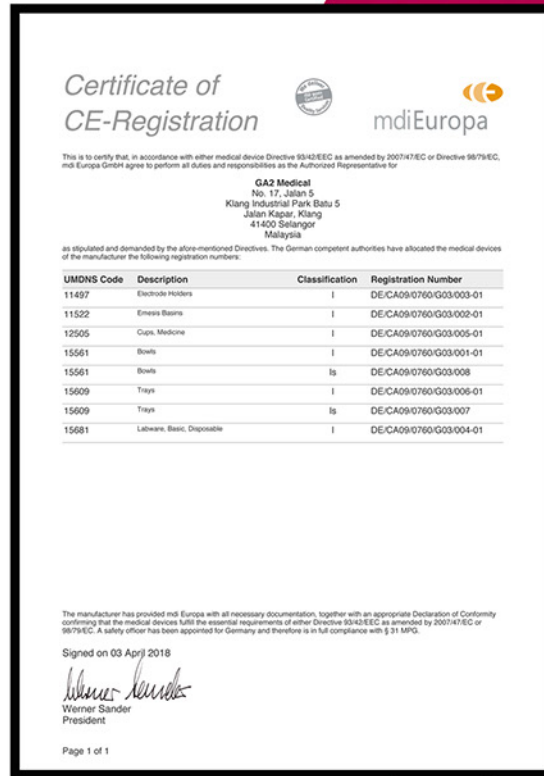 Certificate of
CE-Registration
mdiEuropa
This is to certify that, in accordance with either medical device Directive 93/42/EEC as amended by 2007/47/EC or Directive 98/79/EC,
mdi Europa GmbH agree to perform all duties and responsibilities as the Authorized Representative for
GA2 Medical
No. 17, Jalan 5
Klang Industrial Park Batu 5
Jalan Kapar, Klang
41400 Selangor
Malaysia
as stipulated and demanded by the afore-mentioned Directives. The German competent authorities have allocated the medical devices
of the manufacturer the following registration numbers:
UMDNS Code Description Classification Registration Number
11497 Electrode Holders I DE/CA09/0760/G03/003-01
11522 Emesis Basins I DE/CA09/0760/G03/002-01
12505 Cups, Medicine I DE/CA09/0760/G03/005-01
15561 Bowls I DE/CA09/0760/G03/001-01
15561 Bowls Is DE/CA09/0760/G03/008
15609 Trays I DE/CA09/0760/G03/006-01
15609 Trays Is DE/CA09/0760/G03/007
15681 Labware, Basic, Disposable I DE/CA09/0760/G03/004-01
The manufacturer has provided mdi Europa with all necessary documentation, together with an appropriate Declaration of Conformity
confirming that the medical devices fulfill the essential requirements of either Directive 93/42/EEC as amended by 2007/47/EC or
98/79/EC. A safety officer has been appointed for Germany and therefore is in full compliance with § 31 MPG.
Signed on 03 April 2018
Werner Sander
Werner Sander
President
Page 1 of 1